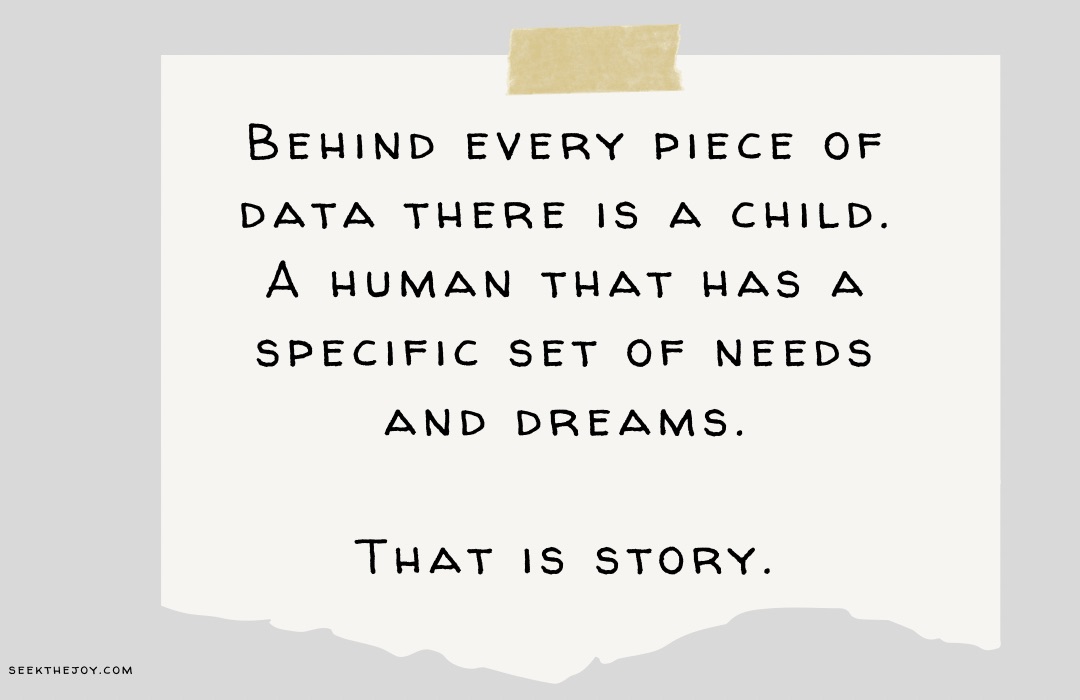 Behind every piece of
data there is a child.
A human that has a
specific set of needs
and dreams.
That is story.
seekthejoy.com